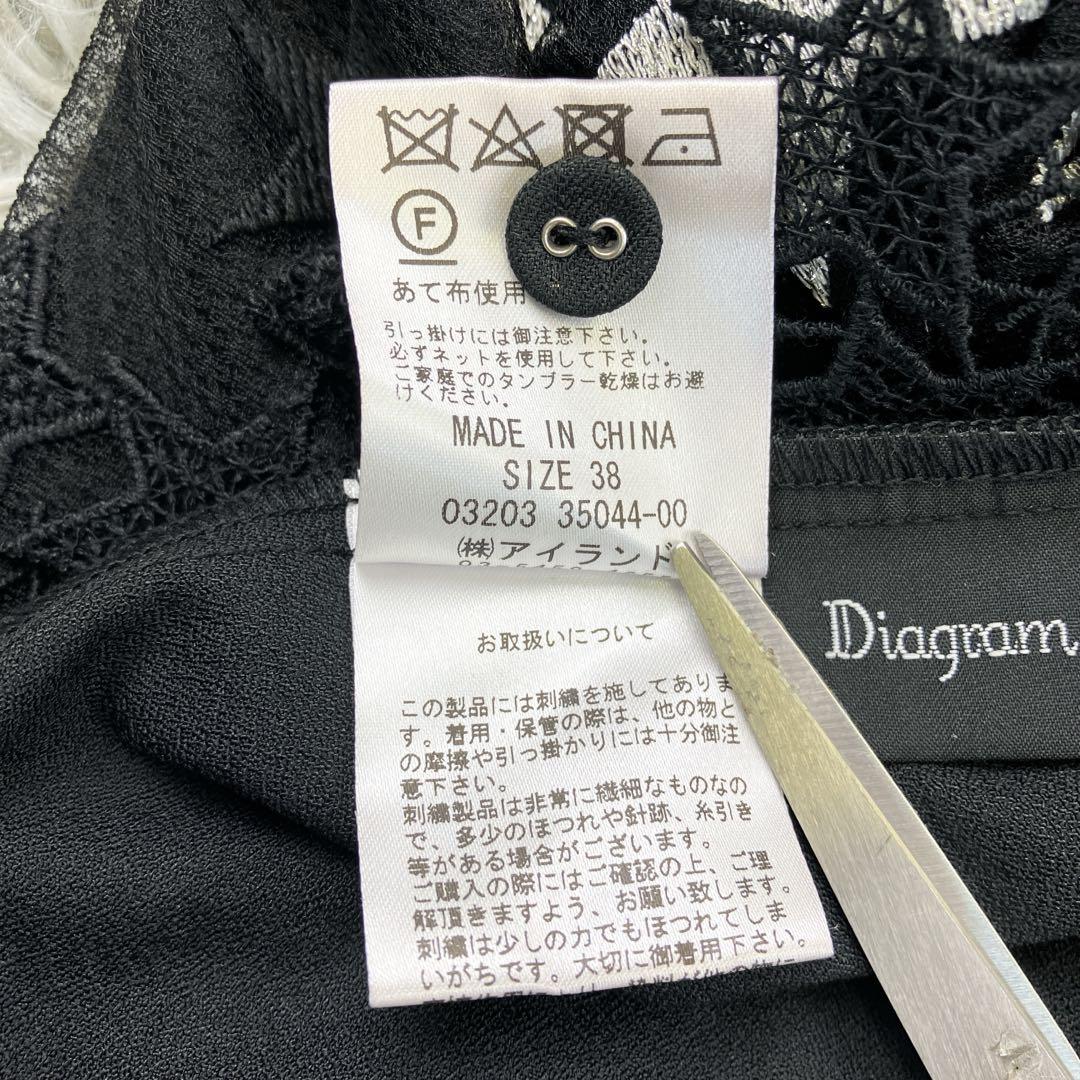 F
あて布使用
引っ掛けには御注意下さい。
必ずネットを使用して下さい。
ご家庭でのタンブラー乾燥はお避
けください。
MADE IN CHINA
SIZE 38
03203 35044-00
㈱アイランド
お取扱いについて
この製品には刺繍を施してありま
す。着用・保管の際は、他の物と
の摩擦や引っ掛かりには十分御注
意下さい。
刺繍製品は非常に繊細なものなの
で、多少のほつれや針跡、糸引き
等がある場合がございます。
ご購入の際にはご確認の上、ご理
解頂きますよう、お願い致します。
刺繍は少しの力でもほつれてしま
いがちです。大切に御着用下さい。
Diagram